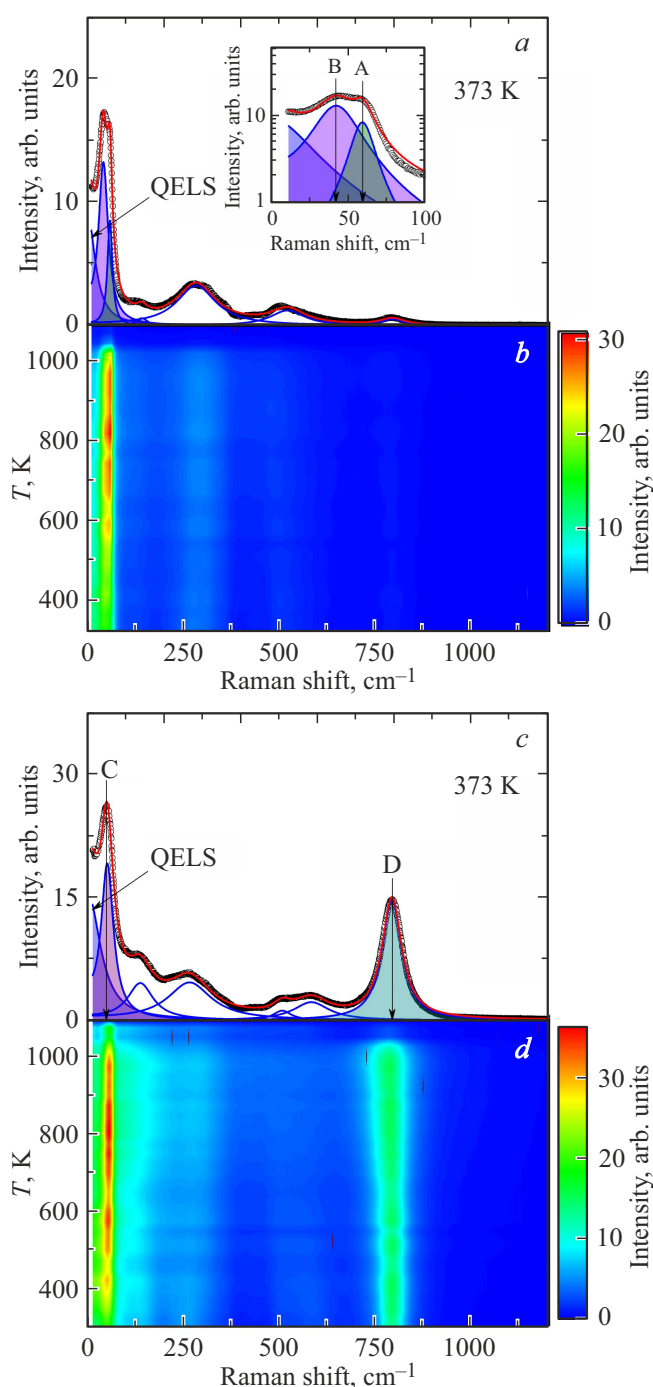 a
373 K
Intensity, arb. units
20
10
0
QELS
B
A
Intensity, arb. units
10
1
0
50
100
Raman shift, cm–1
b
T, K
1000
800
600
400
0
250
500
750
1000
Raman shift, cm–1
30
20
10
0
Intensity, arb. units
c
373 K
Intensity, arb. units
30
15
0
C
QELS
D
d
T, K
1000
800
600
400
0
250
500
750
1000
Raman shift, cm–1
30
20
10
0
Intensity, arb. units